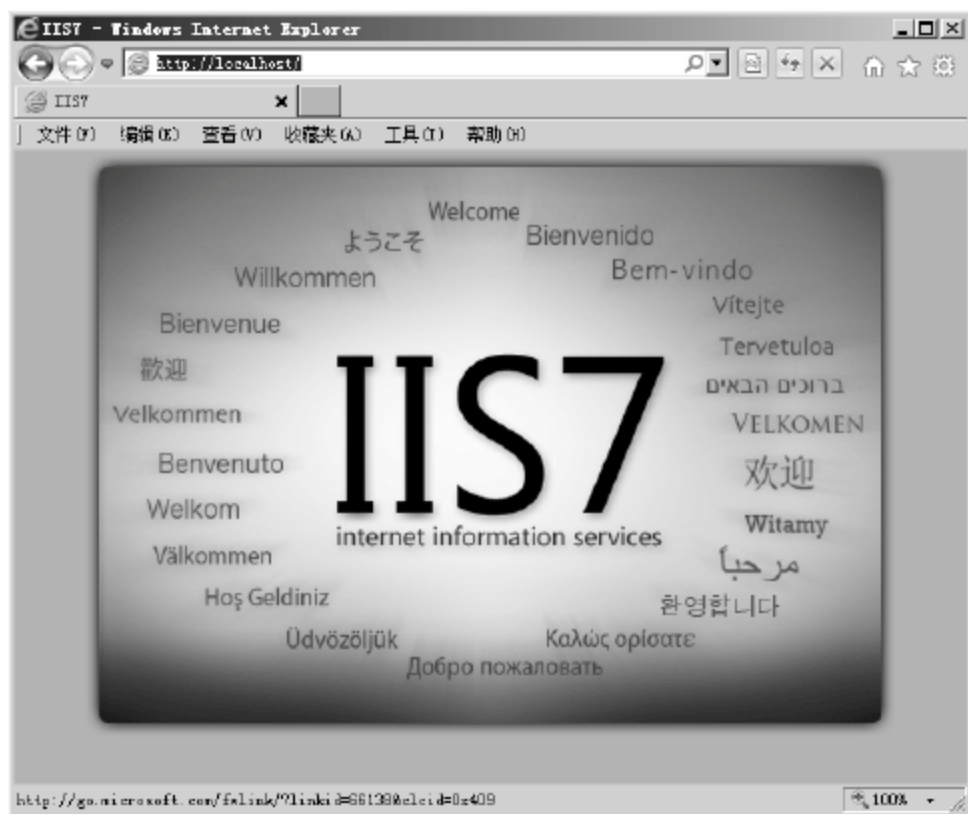 IIS7 - Windows Internet Explorer
http://localhost/
IIS7
文件(F) 编辑(E) 查看(V) 收藏夹(A) 工具(T) 帮助(H)
Welcome
ようこそ
Bienvenido
Willkommen
Bem-vindo
Vítejte
Bienvenue
Tervetuloa
歡迎
ברוכים הבאים
Velkommen
VELKOMEN
Benvenuto
欢迎
Welkom
Witamy
IIS7
internet information services
Välkommen
مرحباً
Hoş Geldiniz
환영합니다
Üdvözöljük
Καλώς ορίσατε
Добро пожаловать
http://go.microsoft.com/fwlink/?linkid=66138&clcid=0x409
100%